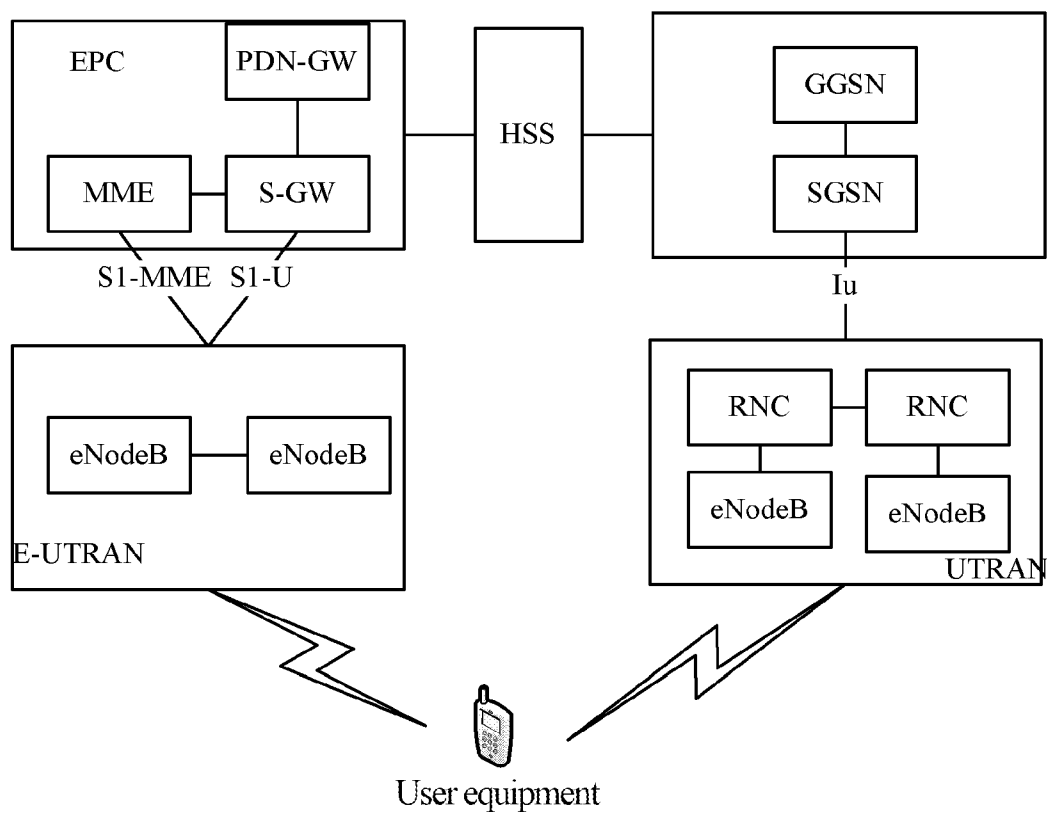 EPC
PDN-GW
MME
S-GW
HSS
GGSN
SGSN
S1-MME
S1-U
Iu
eNodeB
eNodeB
E-UTRAN
RNC
RNC
eNodeB
eNodeB
UTRAN
User equipment